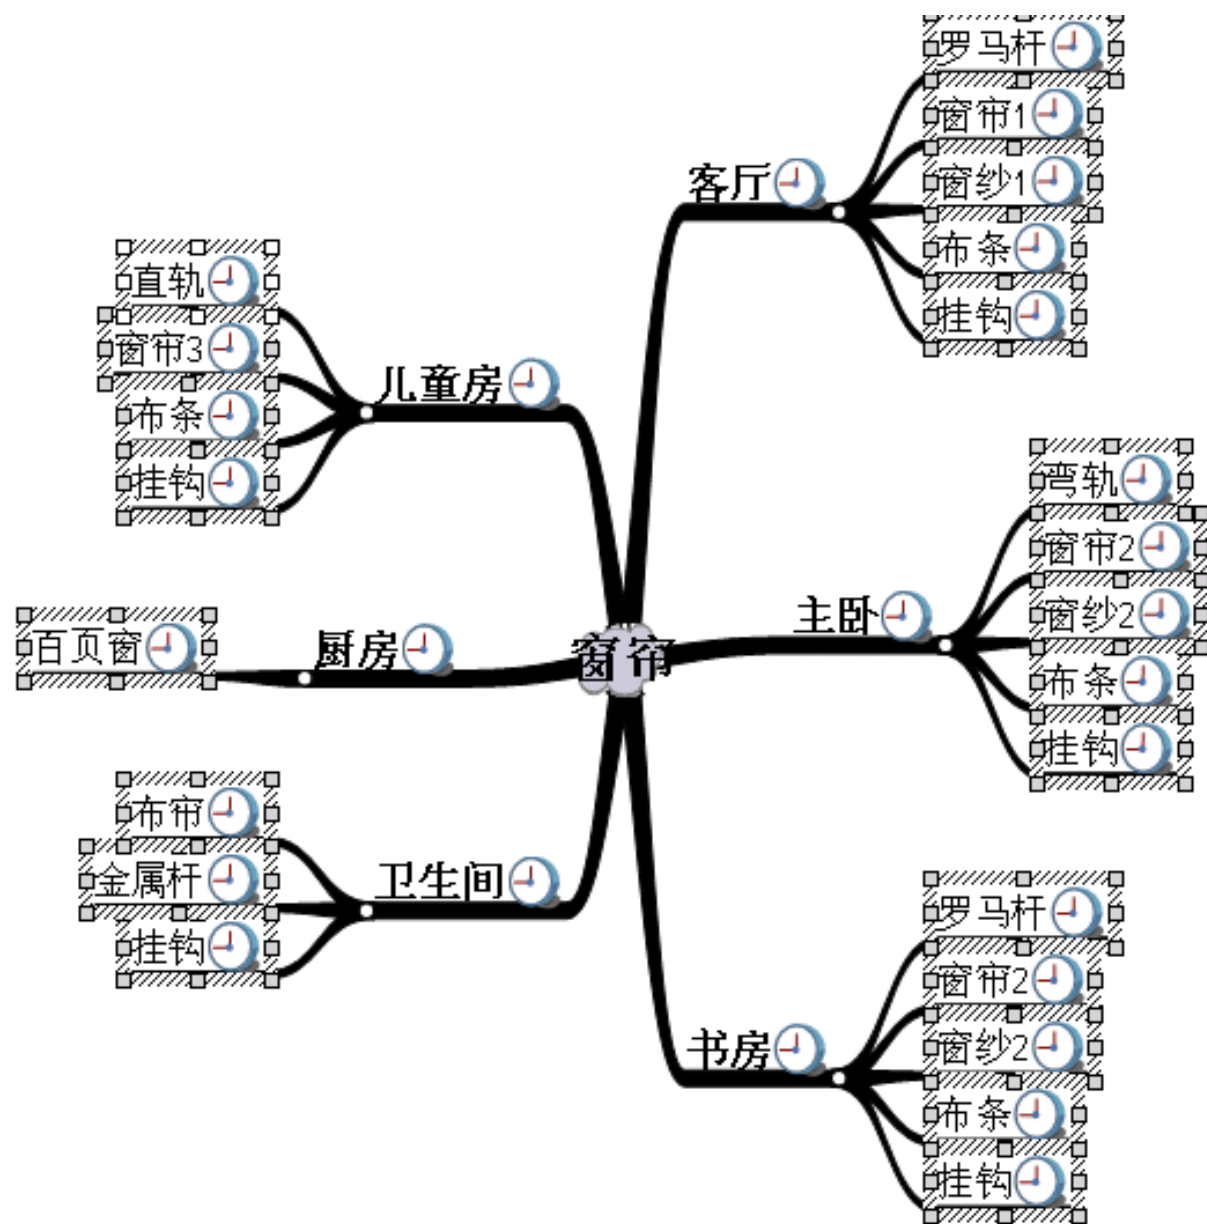 罗马杆
窗帘1
窗纱1
布条
挂钩
客厅
直轨
窗帘3
布条
挂钩
儿童房
弯轨
窗帘2
窗纱2
布条
挂钩
主卧
百页窗
厨房
窗帘
布帘
金属杆
挂钩
卫生间
罗马杆
窗帘2
窗纱2
布条
挂钩
书房